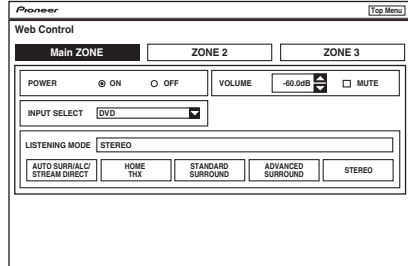 Pioneer Top Menu
Web Control
Main ZONE ZONE 2 ZONE 3
POWER ON OFF VOLUME -60.0dB MUTE
INPUT SELECT DVD
LISTENING MODE STEREO
AUTO SURR/ALC/ STREAM DIRECT HOME THX STANDARD SURROUND ADVANCED SURROUND STEREO